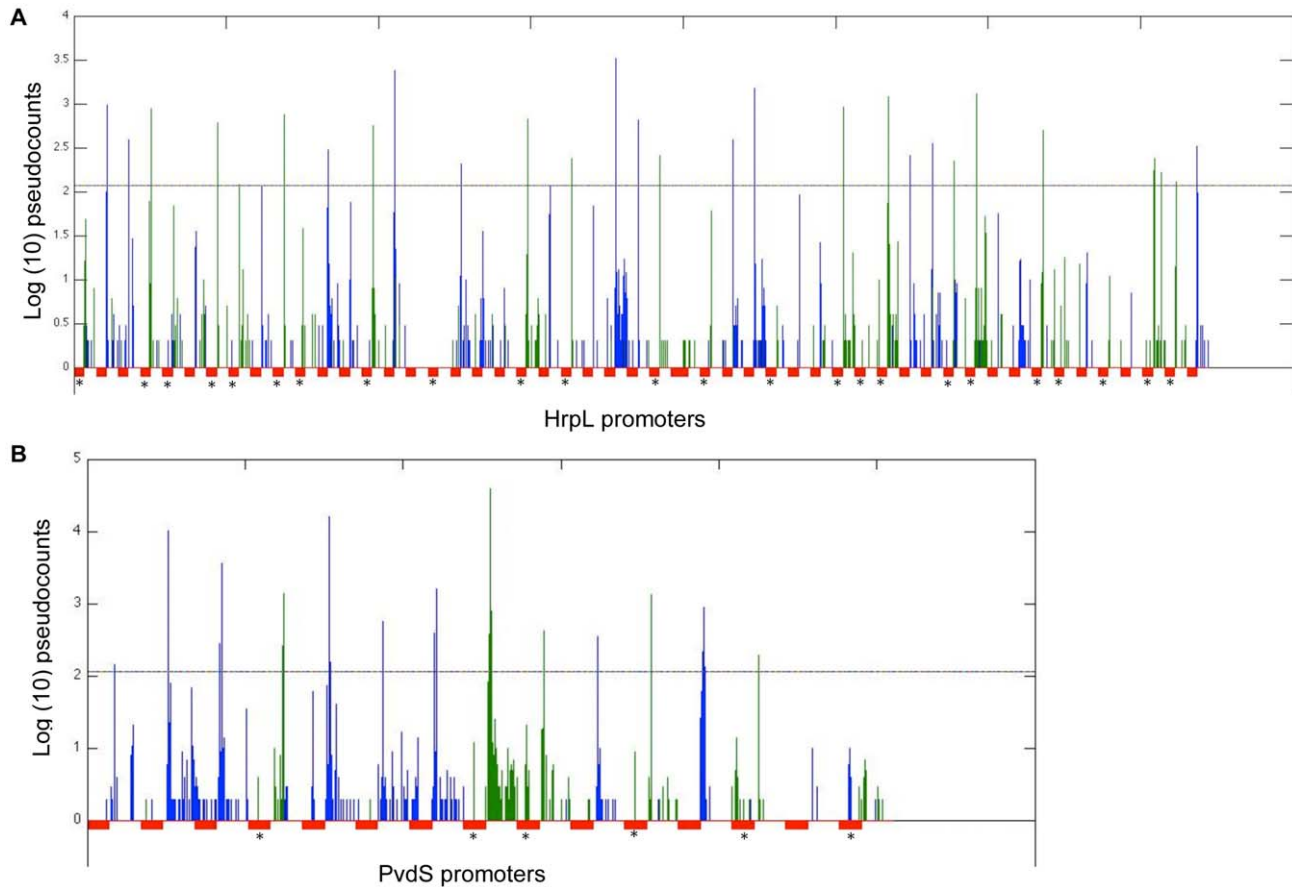 A
4
3.5
3
2.5
2
1.5
1
0.5
0
Log (10) pseudocounts
* * * * * * * * * * * * * * * * * * * * * * * *
HrpL promoters
B
5
4
3
2
1
0
Log (10) pseudocounts
* * * * * *
PvdS promoters